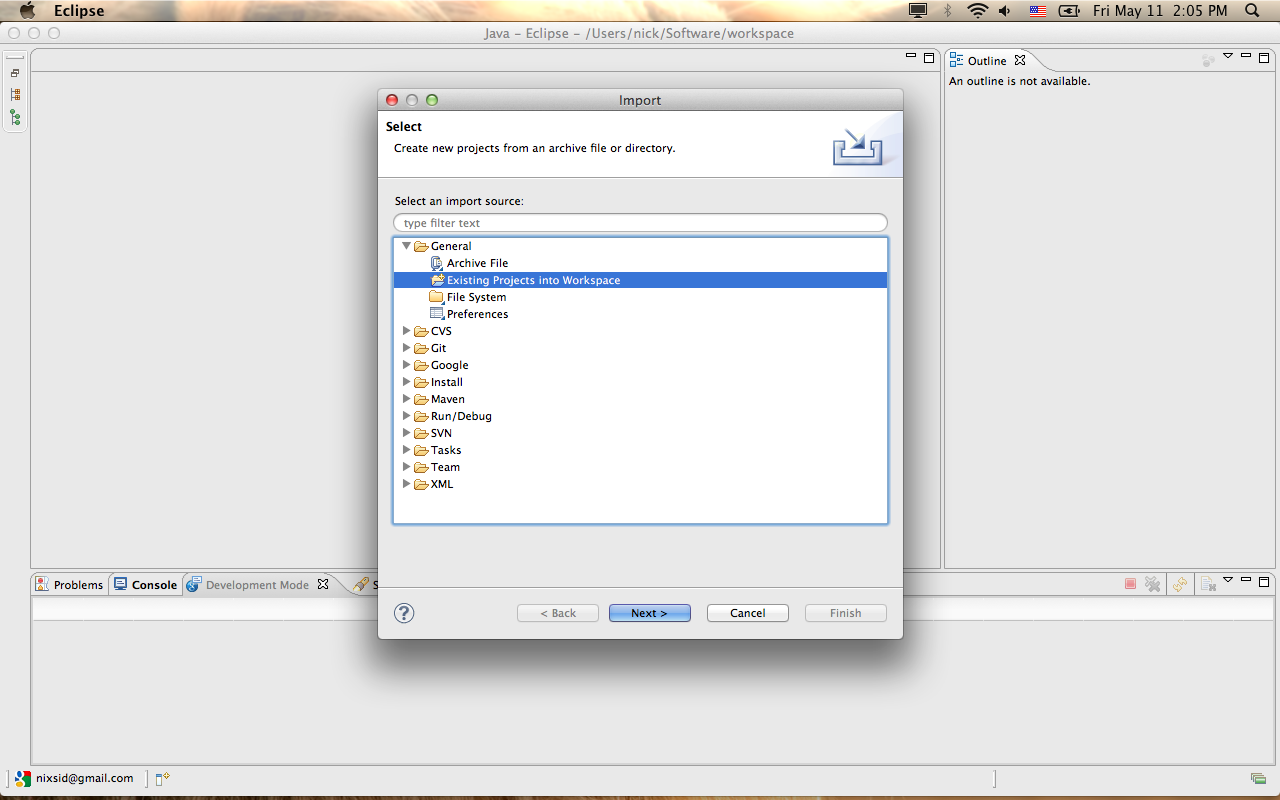 Eclipse Fri May 11 2:05 PM
Java – Eclipse – /Users/nick/Software/workspace
Outline
An outline is not available.
Import
Select
Create new projects from an archive file or directory.
Select an import source:
type filter text
General
Archive File
Existing Projects into Workspace
File System
Preferences
CVS
Git
Google
Install
Maven
Run/Debug
SVN
Tasks
Team
XML
Problems Console Development Mode S
? < Back Next > Cancel Finish
nixsid@gmail.com